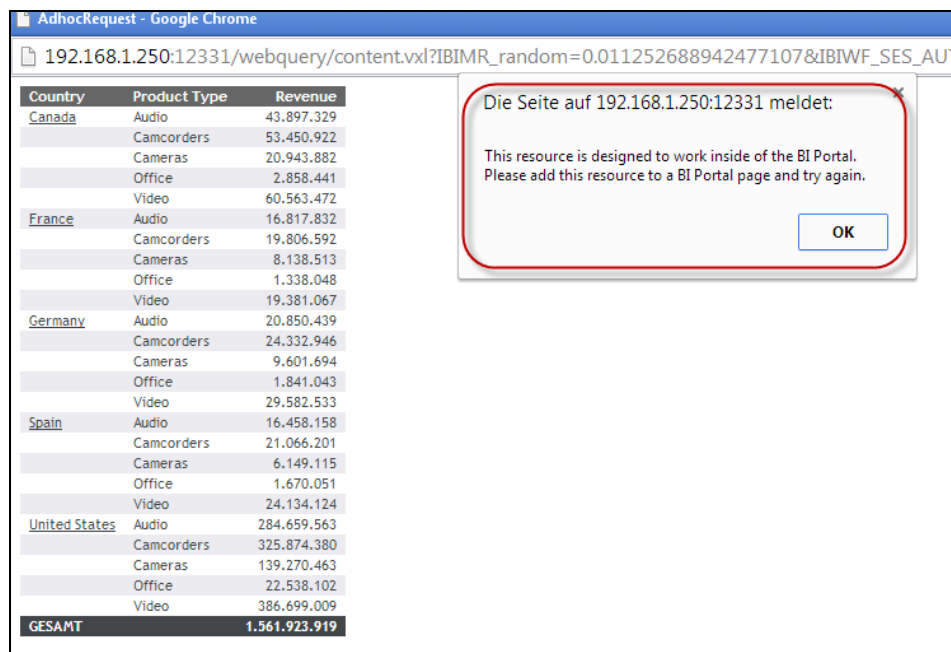 AdhocRequest - Google Chrome
192.168.1.250:12331/webquery/content.vxl?IBIMR_random=0.011252688942477107&IBIWF_SES_AU
Country Product Type Revenue
Canada Audio 43.897.329
Camcorders 53.450.922
Cameras 20.943.882
Office 2.858.441
Video 60.563.472
France Audio 16.817.832
Camcorders 19.806.592
Cameras 8.138.513
Office 1.338.048
Video 19.381.067
Germany Audio 20.850.439
Camcorders 24.332.946
Cameras 9.601.694
Office 1.841.043
Video 29.582.533
Spain Audio 16.458.158
Camcorders 21.066.201
Cameras 6.149.115
Office 1.670.051
Video 24.134.124
United States Audio 284.659.563
Camcorders 325.874.380
Cameras 139.270.463
Office 22.538.102
Video 386.699.009
GESAMT 1.561.923.919
Die Seite auf 192.168.1.250:12331 meldet:
This resource is designed to work inside of the BI Portal.
Please add this resource to a BI Portal page and try again.
OK